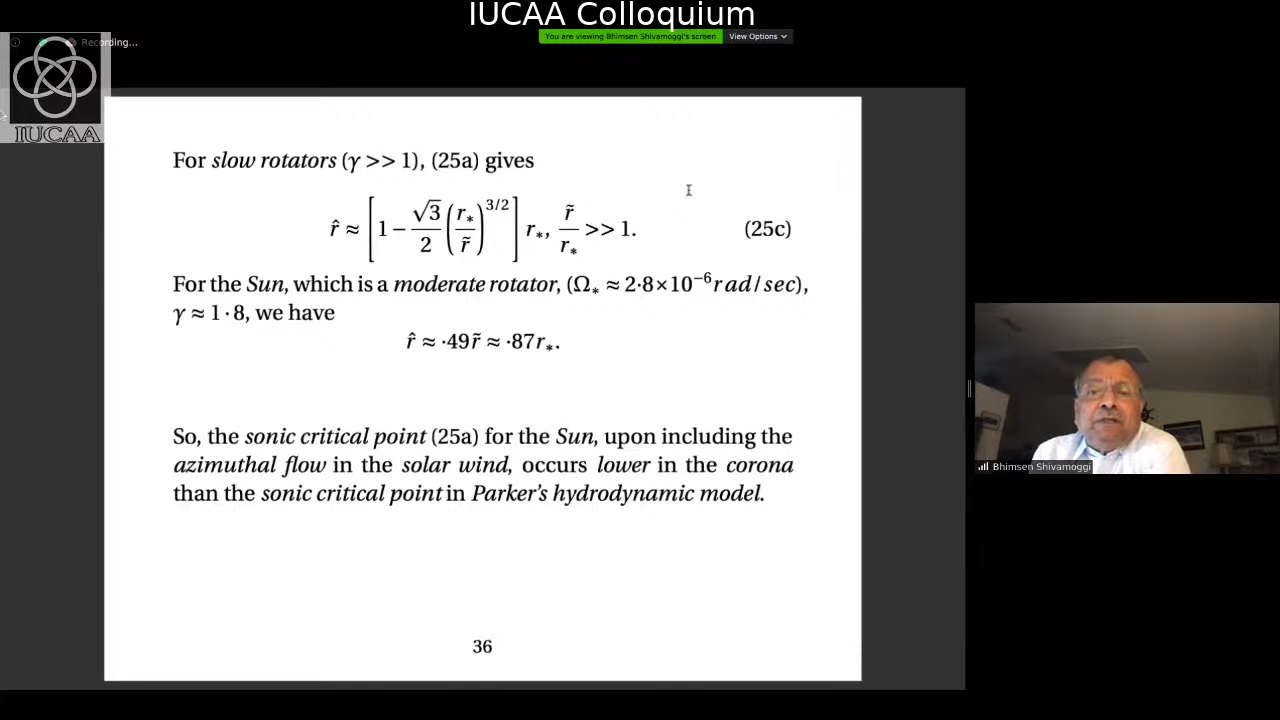 IUCAA Colloquium
You are viewing Bhimsen Shivamoggi's screen View Options
Recording...
IUCAA
For slow rotators (γ >> 1), (25a) gives
r̂ ≈ [1 − √3/2 (r*/r̃)^3/2] r*, r̃/r* >> 1. (25c)
For the Sun, which is a moderate rotator, (Ω* ≈ 2·8×10⁻⁶rad/sec),
γ ≈ 1·8, we have
r̂ ≈ ·49r̃ ≈ ·87r*.
So, the sonic critical point (25a) for the Sun, upon including the
azimuthal flow in the solar wind, occurs lower in the corona
than the sonic critical point in Parker's hydrodynamic model.
36
Bhimsen Shivamoggi